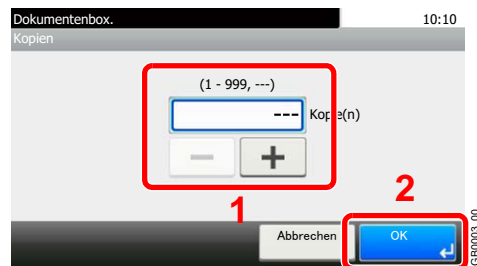 Dokumentenbox. 10:10
Kopien
(1 - 999, ---)
--- Kopie(n)
− +
1
2
Abbrechen OK
GB0003_00